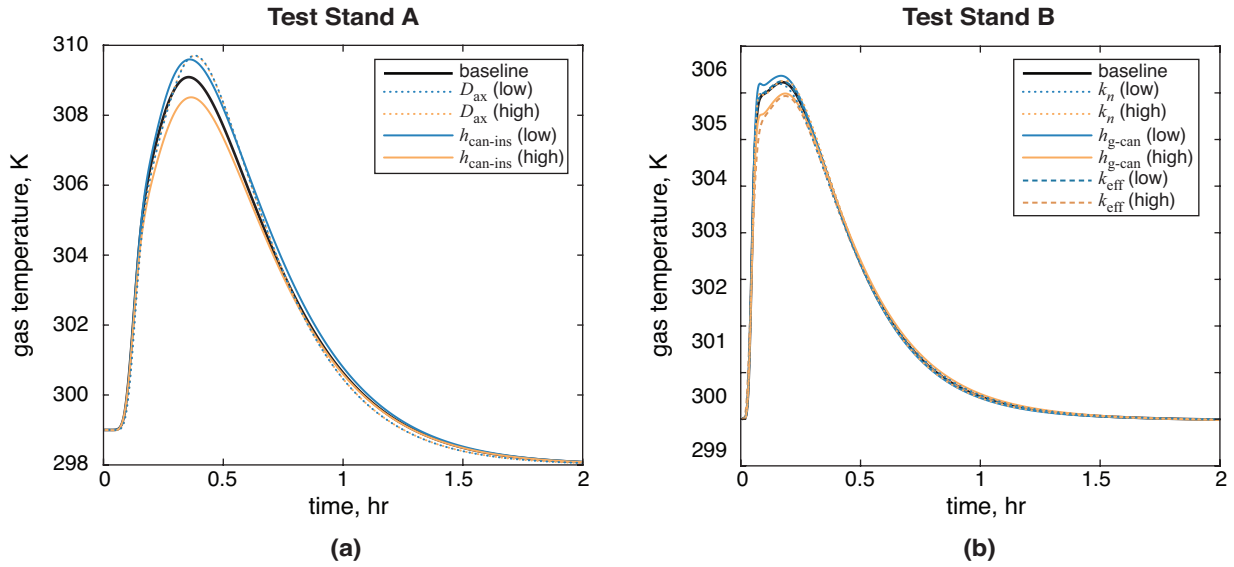 Test Stand A
310
308
306
304
302
300
298
gas temperature, K
0
0.5
1
1.5
2
time, hr
baseline
Dax (low)
Dax (high)
hcan-ins (low)
hcan-ins (high)
(a)
Test Stand B
306
305
304
303
302
301
300
299
gas temperature, K
0
0.5
1
1.5
2
time, hr
baseline
kn (low)
kn (high)
hg-can (low)
hg-can (high)
keff (low)
keff (high)
(b)